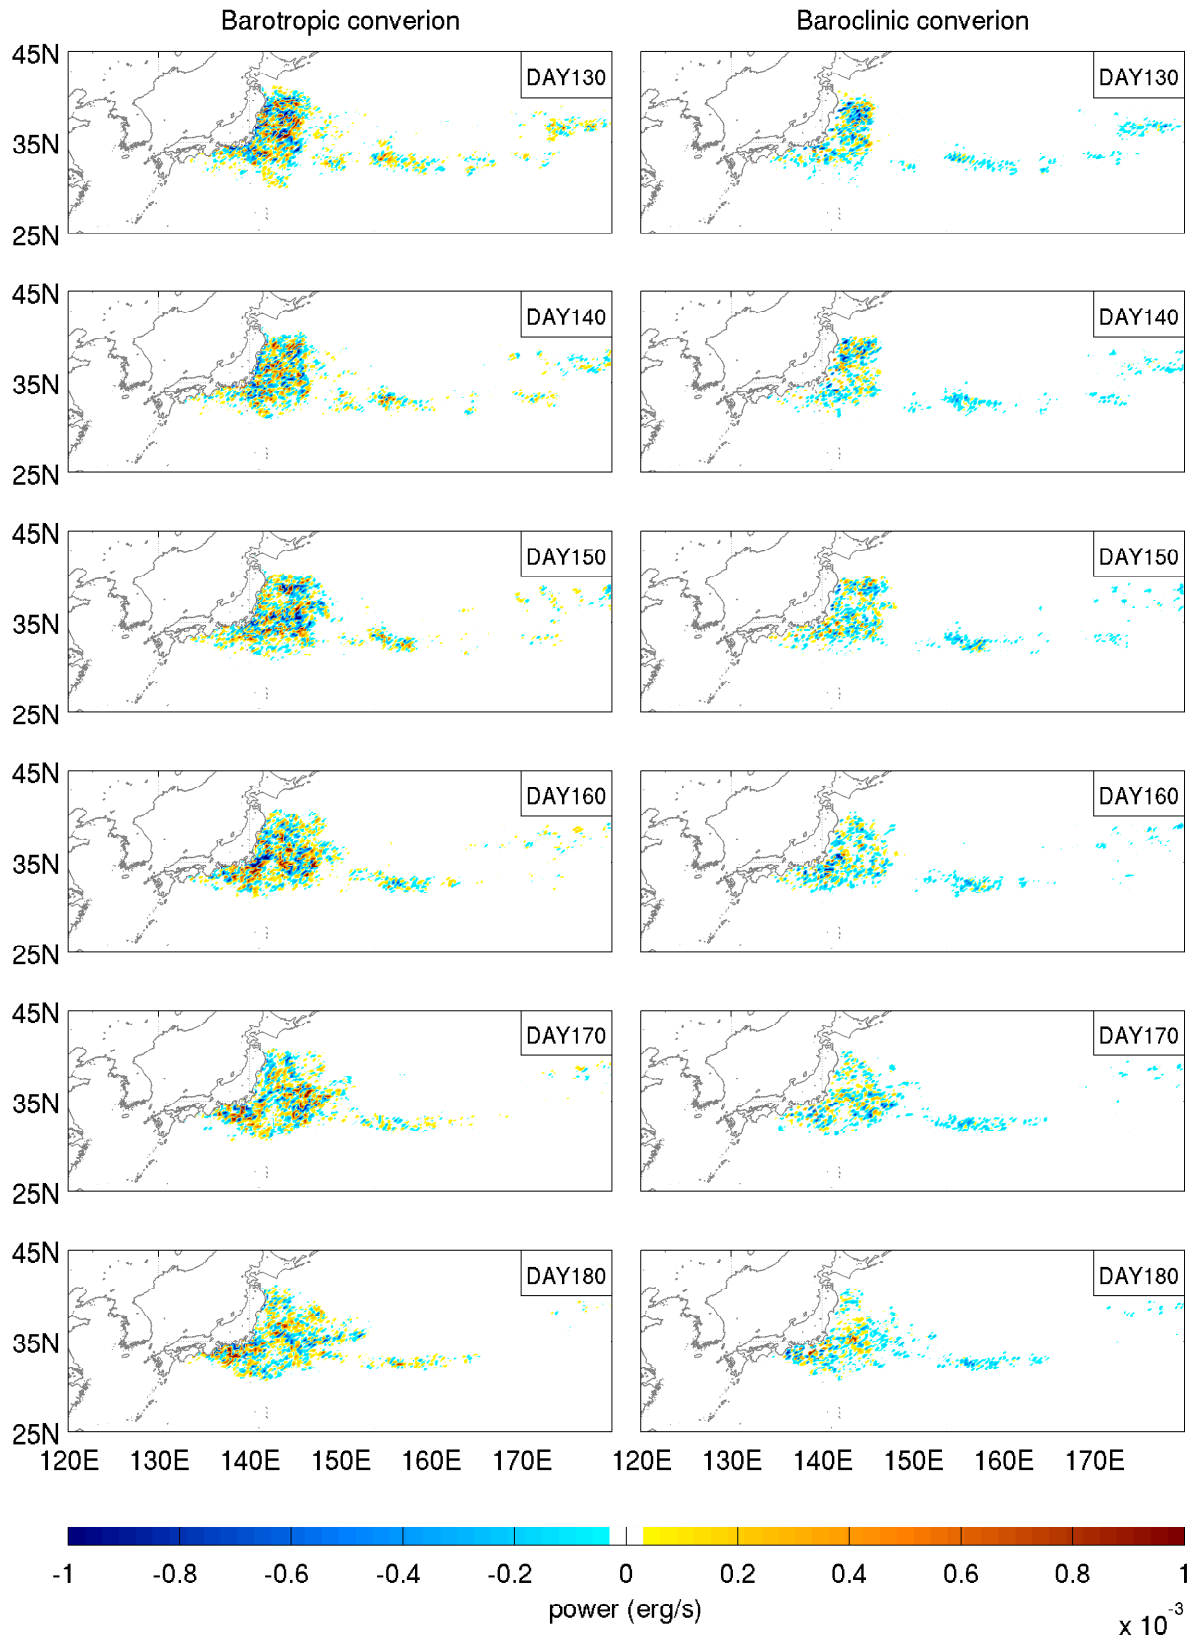 Barotropic converion Baroclinic converion
45N DAY130 DAY130
35N
25N
45N DAY140 DAY140
35N
25N
45N DAY150 DAY150
35N
25N
45N DAY160 DAY160
35N
25N
45N DAY170 DAY170
35N
25N
45N DAY180 DAY180
35N
25N
120E 130E 140E 150E 160E 170E 120E 130E 140E 150E 160E 170E
-1 -0.8 -0.6 -0.4 -0.2 0 0.2 0.4 0.6 0.8 1
power (erg/s)
x 10⁻³